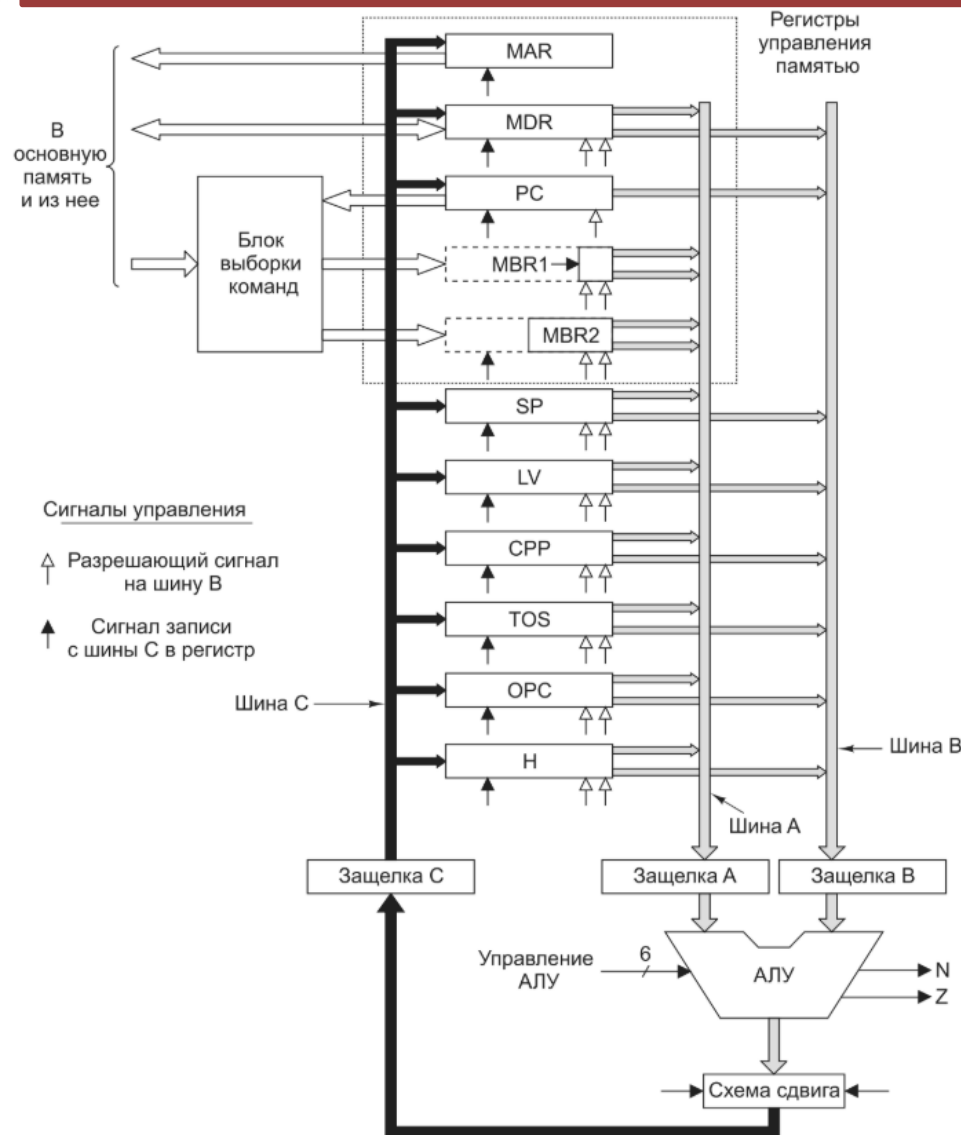 Регистры
управления
памятью
MAR
MDR
В
основную
память
и из нее
PC
Блок
выборки
команд
MBR1
MBR2
SP
LV
Сигналы управления
Разрешающий сигнал
на шину В
CPP
Сигнал записи
с шины С в регистр
TOS
OPC
Шина С
H
Шина В
Шина А
Защелка С
Защелка А
Защелка В
Управление
АЛУ
6
АЛУ
N
Z
Схема сдвига